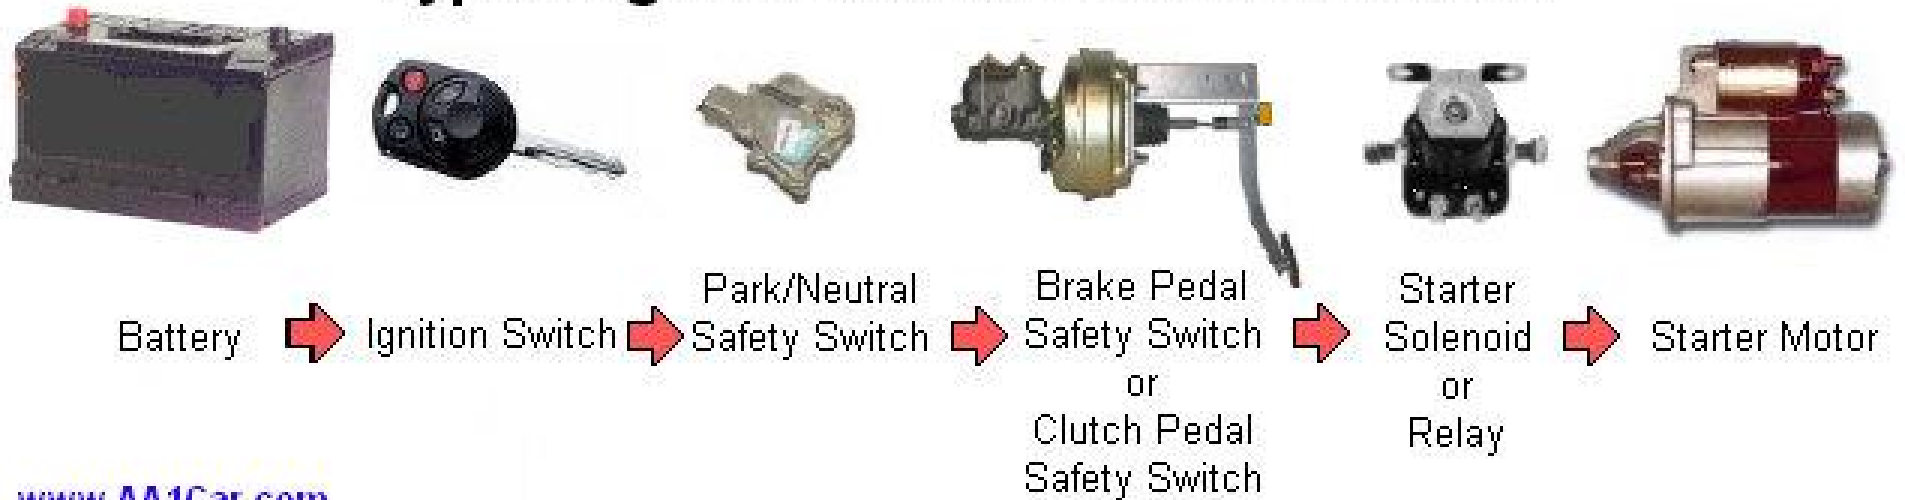 Battery
Ignition Switch
Park/Neutral
Safety Switch
Brake Pedal
Safety Switch
or
Clutch Pedal
Safety Switch
Starter
Solenoid
or
Relay
Starter Motor
www.AA1Car.com